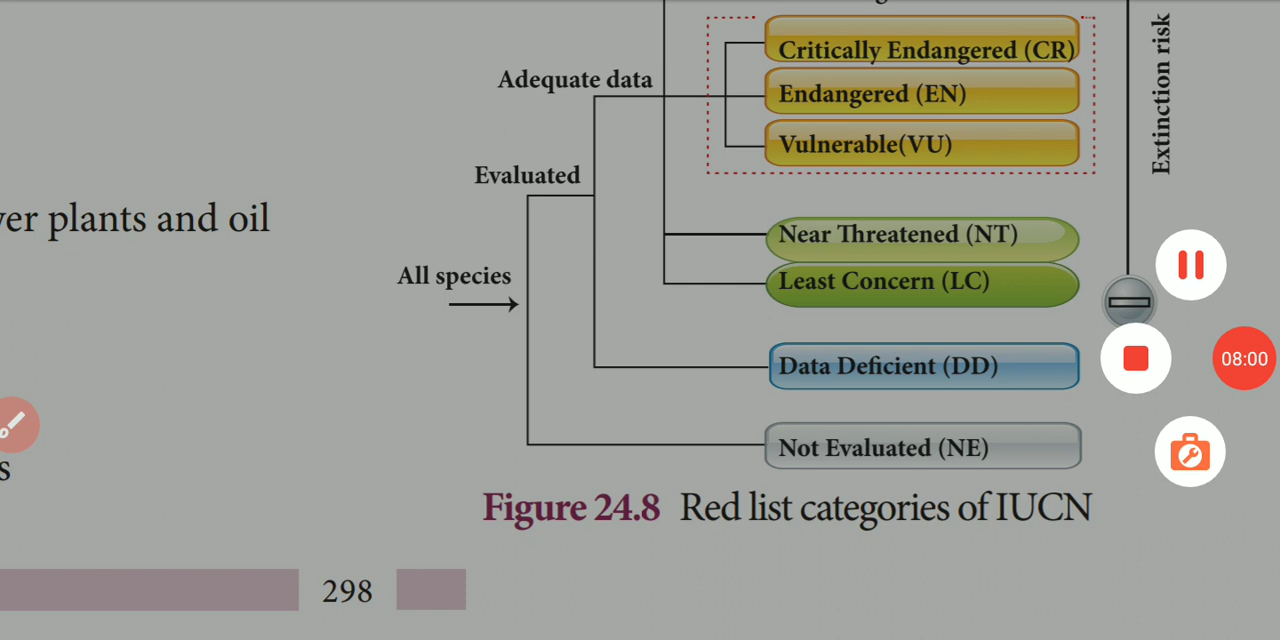 Critically Endangered (CR)
Adequate data
Endangered (EN)
Vulnerable(VU)
Extinction risk
Evaluated
er plants and oil
Near Threatened (NT)
All species
Least Concern (LC)
Data Deficient (DD)
08:00
Not Evaluated (NE)
s
Figure 24.8 Red list categories of IUCN
298